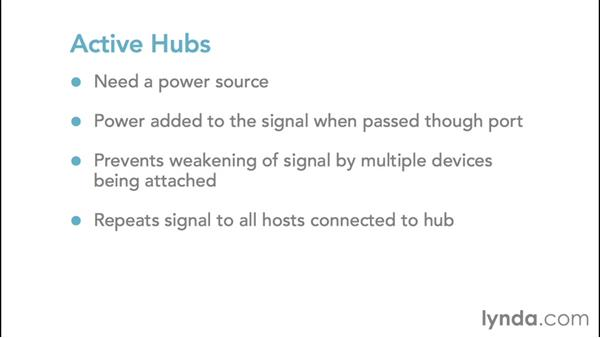 Active Hubs
Need a power source
Power added to the signal when passed though port
Prevents weakening of signal by multiple devices
being attached
Repeats signal to all hosts connected to hub
lynda.com